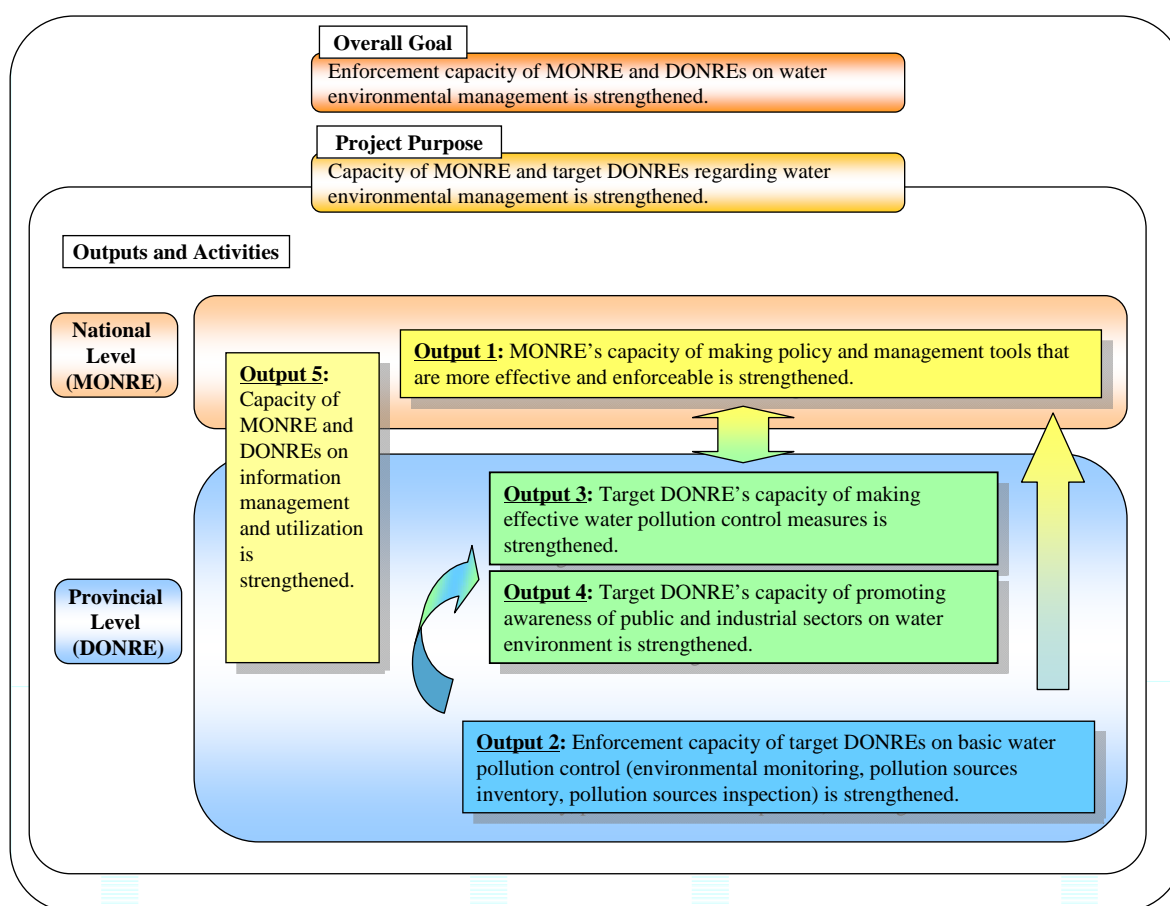 Overall Goal
Enforcement capacity of MONRE and DONREs on water
environmental management is strengthened.
Project Purpose
Capacity of MONRE and target DONREs regarding water
environmental management is strengthened.
Outputs and Activities
National
Level
(MONRE)
Output 1: MONRE's capacity of making policy and management tools that
are more effective and enforceable is strengthened.
Output 5:
Capacity of
MONRE and
DONREs on
information
management
and utilization
is
strengthened.
Provincial
Level
(DONRE)
Output 3: Target DONRE's capacity of making
effective water pollution control measures is
strengthened.
Output 4: Target DONRE's capacity of promoting
awareness of public and industrial sectors on water
environment is strengthened.
Output 2: Enforcement capacity of target DONREs on basic water
pollution control (environmental monitoring, pollution sources
inventory, pollution sources inspection) is strengthened.